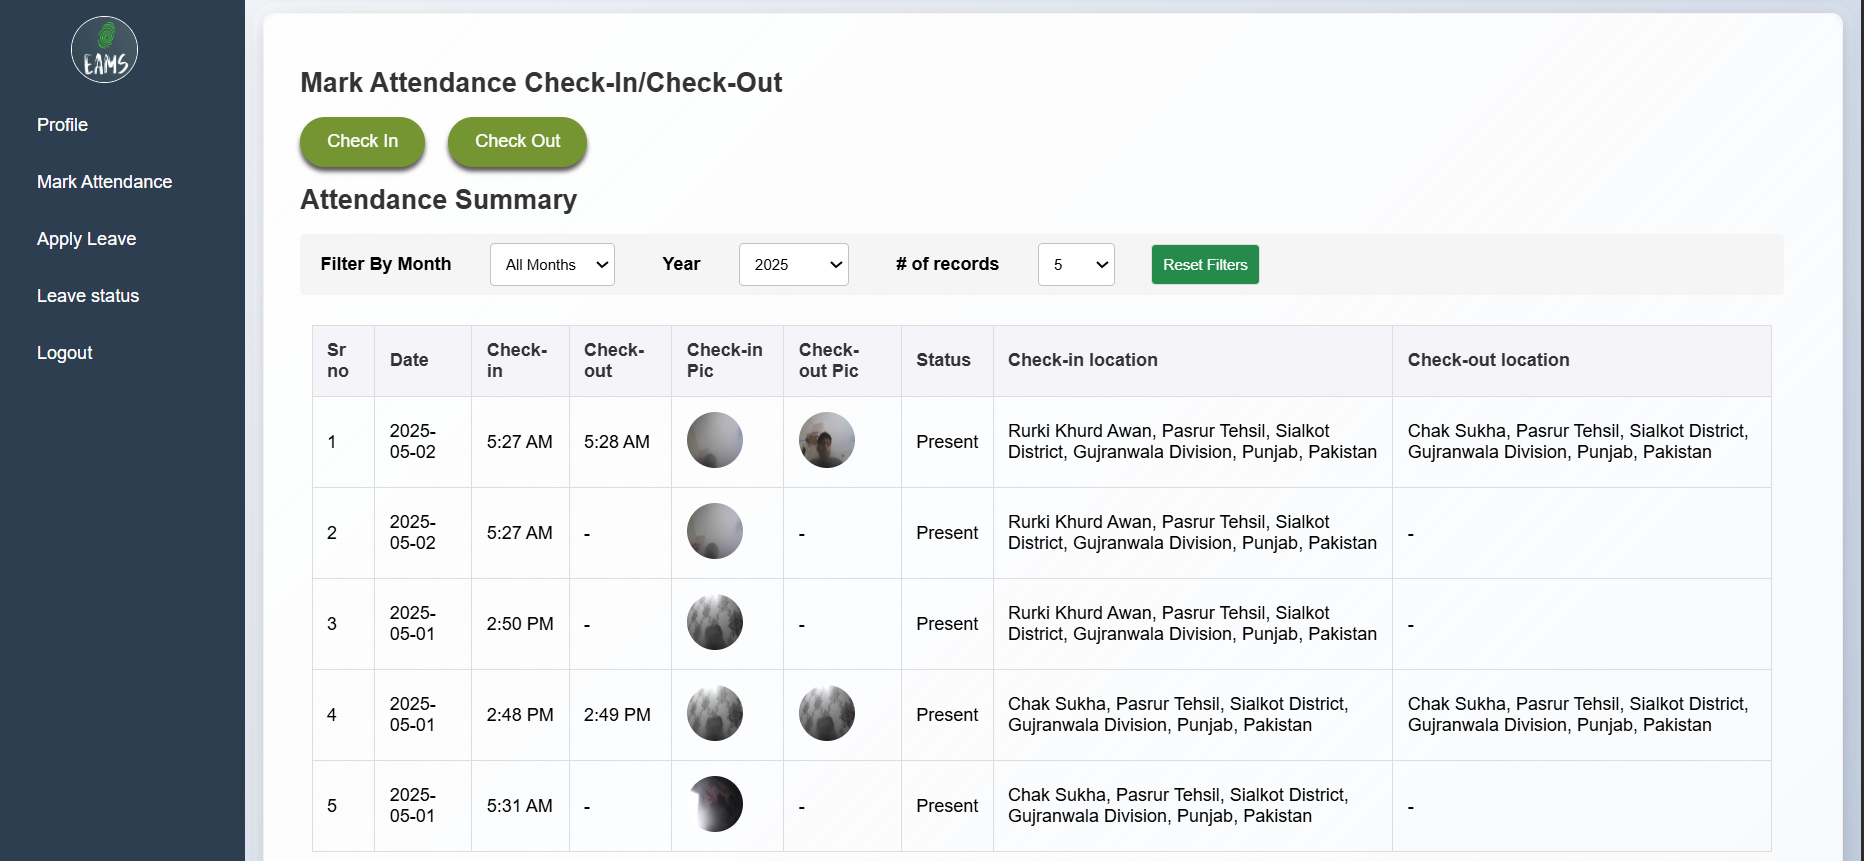 EAMS
Profile
Mark Attendance
Apply Leave
Leave status
Logout
Mark Attendance Check-In/Check-Out
Check In
Check Out
Attendance Summary
Filter By Month
All Months
Year
2025
# of records
5
Reset Filters
Sr
no
Date
Check-
in
Check-
out
Check-in
Pic
Check-
out Pic
Status
Check-in location
Check-out location
1
2025-
05-02
5:27 AM
5:28 AM
Present
Rurki Khurd Awan, Pasrur Tehsil, Sialkot
District, Gujranwala Division, Punjab, Pakistan
Chak Sukha, Pasrur Tehsil, Sialkot District,
Gujranwala Division, Punjab, Pakistan
2
2025-
05-02
5:27 AM
-
-
Present
Rurki Khurd Awan, Pasrur Tehsil, Sialkot
District, Gujranwala Division, Punjab, Pakistan
-
3
2025-
05-01
2:50 PM
-
-
Present
Rurki Khurd Awan, Pasrur Tehsil, Sialkot
District, Gujranwala Division, Punjab, Pakistan
-
4
2025-
05-01
2:48 PM
2:49 PM
Present
Chak Sukha, Pasrur Tehsil, Sialkot District,
Gujranwala Division, Punjab, Pakistan
Chak Sukha, Pasrur Tehsil, Sialkot District,
Gujranwala Division, Punjab, Pakistan
5
2025-
05-01
5:31 AM
-
-
Present
Chak Sukha, Pasrur Tehsil, Sialkot District,
Gujranwala Division, Punjab, Pakistan
-